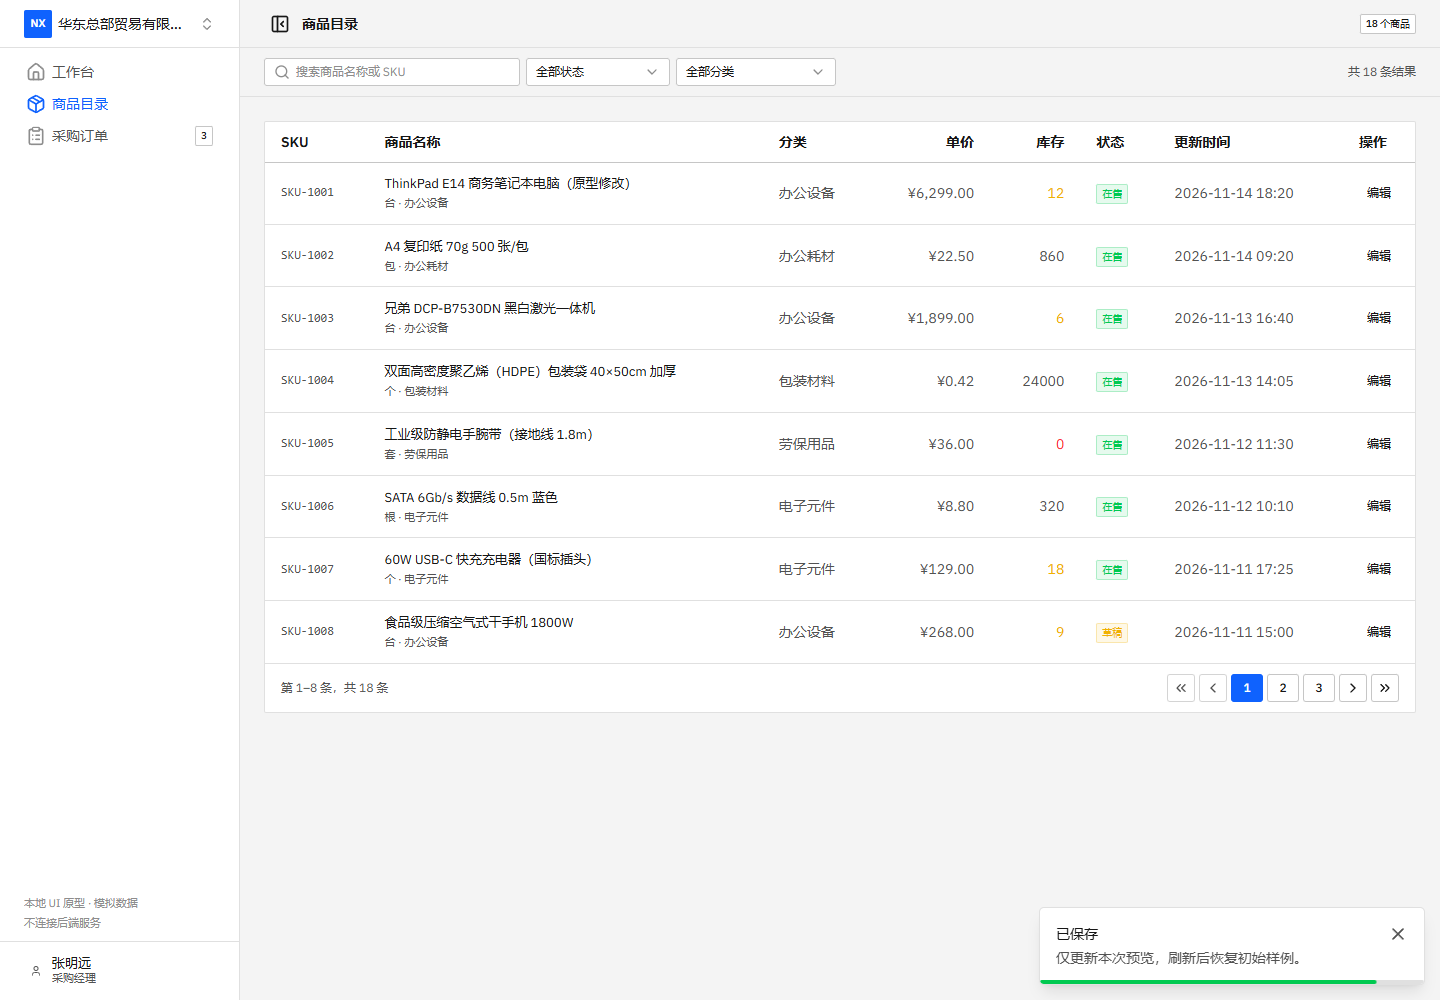 NX 华东总部贸易有限...
工作台
商品目录
采购订单 3
本地 UI 原型 · 模拟数据
不连接后端服务
张明远
采购经理
商品目录
18 个商品
搜索商品名称或 SKU
全部状态
全部分类
共 18 条结果
SKU 商品名称 分类 单价 库存 状态 更新时间 操作
SKU-1001 ThinkPad E14 商务笔记本电脑（原型修改） 办公设备 ¥6,299.00 12 在售 2026-11-14 18:20 编辑
台 · 办公设备
SKU-1002 A4 复印纸 70g 500 张/包 办公耗材 ¥22.50 860 在售 2026-11-14 09:20 编辑
包 · 办公耗材
SKU-1003 兄弟 DCP-B7530DN 黑白激光一体机 办公设备 ¥1,899.00 6 在售 2026-11-13 16:40 编辑
台 · 办公设备
SKU-1004 双面高密度聚乙烯（HDPE）包装袋 40×50cm 加厚 包装材料 ¥0.42 24000 在售 2026-11-13 14:05 编辑
个 · 包装材料
SKU-1005 工业级防静电手腕带（接地线 1.8m） 劳保用品 ¥36.00 0 在售 2026-11-12 11:30 编辑
套 · 劳保用品
SKU-1006 SATA 6Gb/s 数据线 0.5m 蓝色 电子元件 ¥8.80 320 在售 2026-11-12 10:10 编辑
根 · 电子元件
SKU-1007 60W USB-C 快充充电器（国标插头） 电子元件 ¥129.00 18 在售 2026-11-11 17:25 编辑
个 · 电子元件
SKU-1008 食品级压缩空气式干手机 1800W 办公设备 ¥268.00 9 草稿 2026-11-11 15:00 编辑
台 · 办公设备
第 1–8 条，共 18 条
1 2 3
已保存
仅更新本次预览，刷新后恢复初始样例。